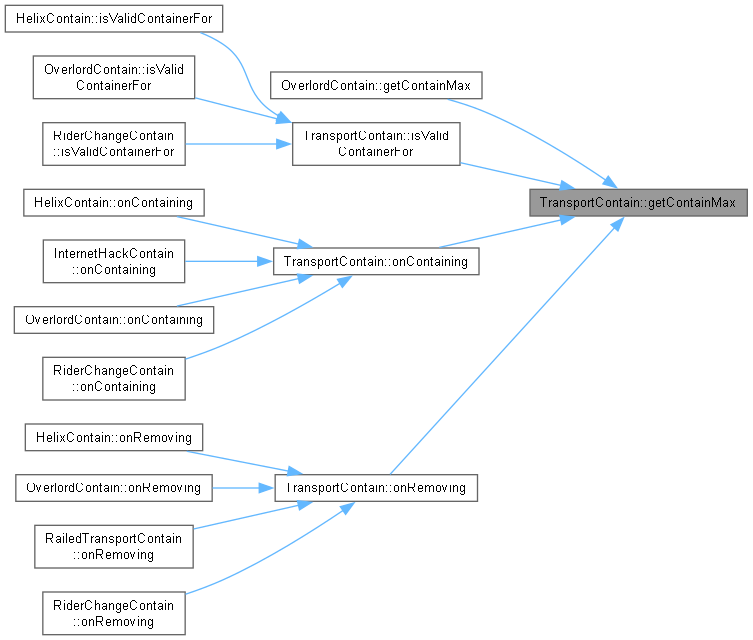 HelixContain::isValidContainerFor
OverlordContain::isValid
ContainerFor
OverlordContain::getContainMax
RiderChangeContain
::isValidContainerFor
TransportContain::isValid
ContainerFor
TransportContain::getContainMax
HelixContain::onContaining
InternetHackContain
::onContaining
TransportContain::onContaining
OverlordContain::onContaining
RiderChangeContain
::onContaining
HelixContain::onRemoving
OverlordContain::onRemoving
TransportContain::onRemoving
RailedTransportContain
::onRemoving
RiderChangeContain
::onRemoving